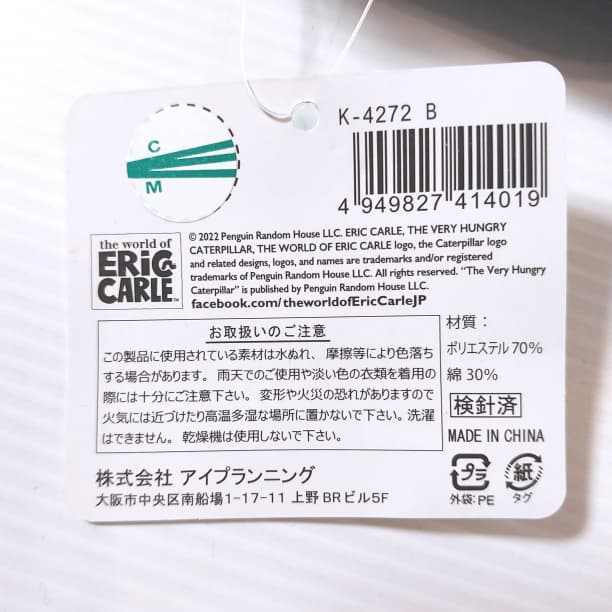 K-4272 B
C
M
4 949827 414019
© 2022 Penguin Random House LLC. ERIC CARLE, THE VERY HUNGRY
CATERPILLAR, THE WORLD OF ERIC CARLE logo, the Caterpillar logo
and related designs, logos, and names are trademarks and/or registered
trademarks of Penguin Random House LLC. All rights reserved. “The Very Hungry
Caterpillar” is published by Penguin Random House LLC.
facebook.com/theworldofEricCarleJP
the world of
ERIC
CARLE™
お取扱いのご注意
この製品に使用されている素材は水ぬれ、摩擦等により色落ち
する場合があります。雨天でのご使用や淡い色の衣類を着用の
際には十分にご注意下さい。変形や火災の恐れがありますので
火気には近づけたり高温多湿な場所に置かないで下さい。洗濯
はできません。乾燥機は使用しないで下さい。
材質：
ポリエステル 70%
綿 30%
検針済
MADE IN CHINA
プラ
外袋：PE
紙
タグ
株式会社 アイプランニング
大阪市中央区南船場1-17-11 上野BRビル5F